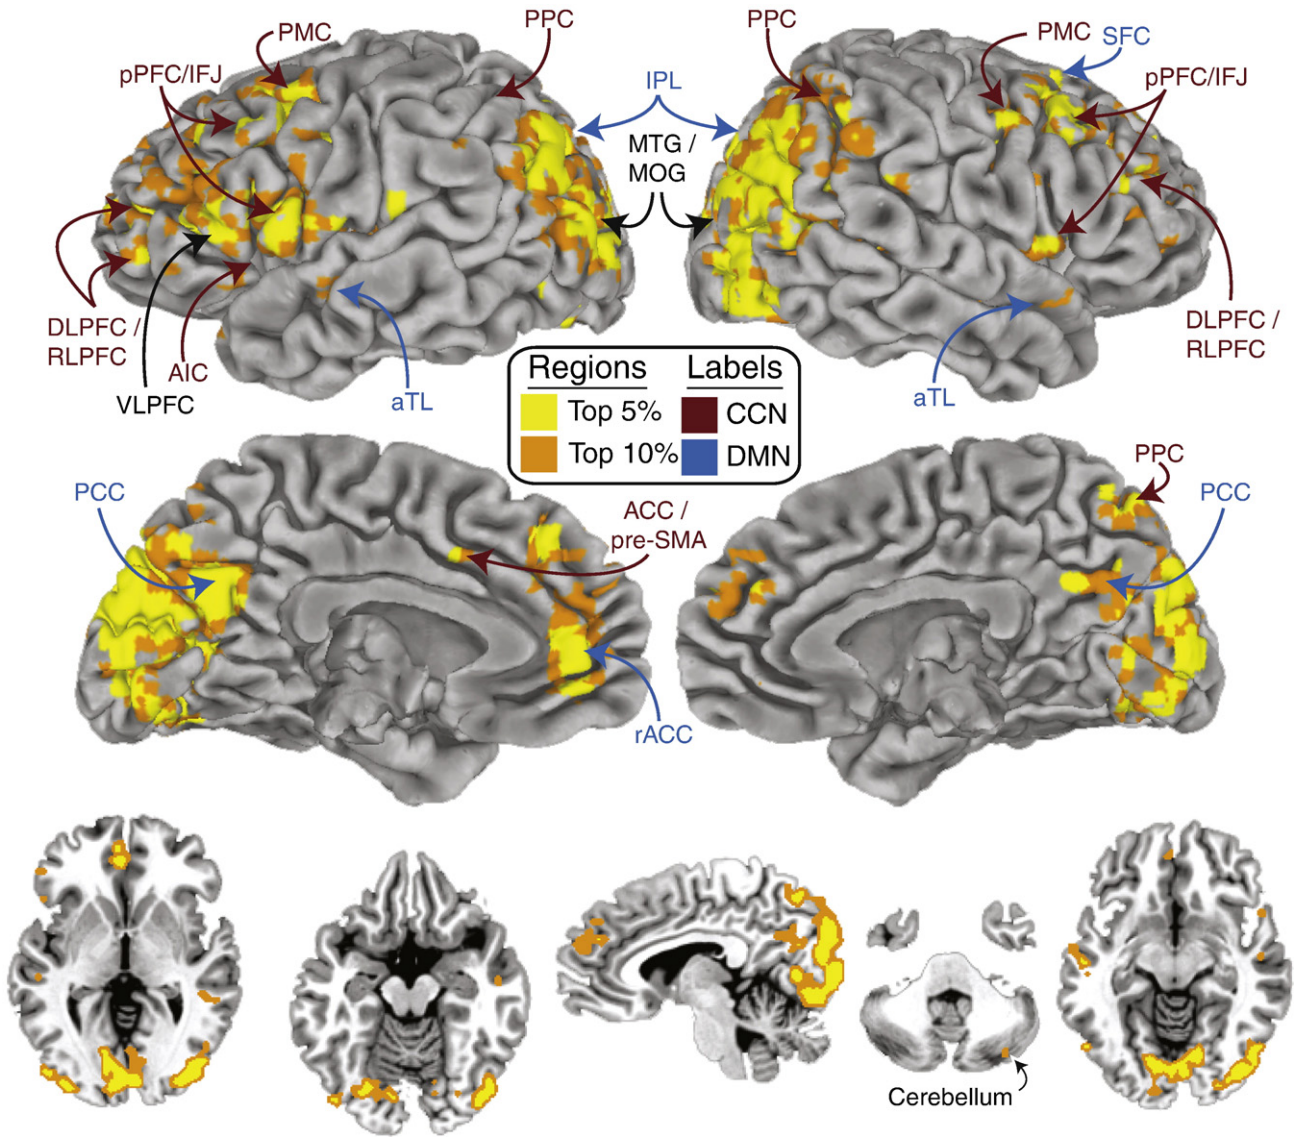 PMC
PPC
PPC
PMC
SFC
pPFC/IFJ
IPL
pPFC/IFJ
MTG /
MOG
DLPFC /
RLPFC
AIC
VLPFC
aTL
aTL
DLPFC /
RLPFC
Regions
Labels
Top 5%
CCN
Top 10%
DMN
PCC
ACC /
pre-SMA
PPC
PCC
rACC
Cerebellum